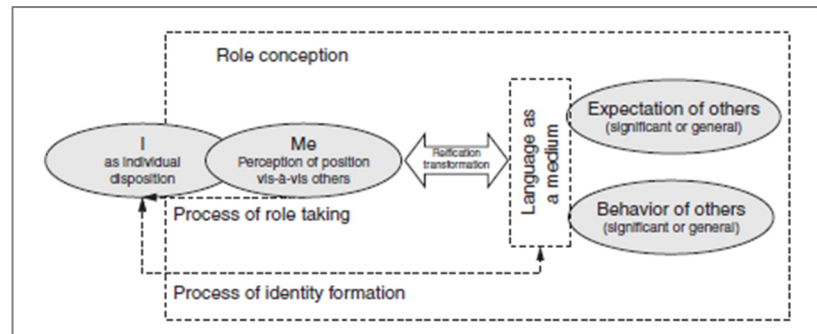 Role conception
I
as individual
disposition
Me
Perception of position
vis-à-vis others
Reification
transformation
Language as
a medium
Expectation of others
(significant or general)
Behavior of others
(significant or general)
Process of role taking
Process of identity formation